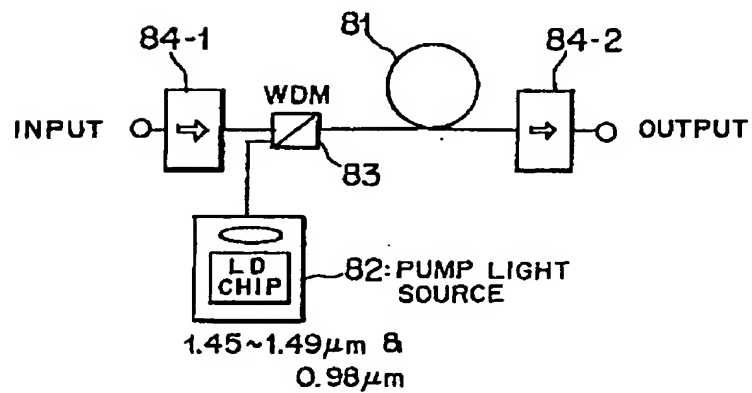 84-1
81
84-2
WDM
INPUT
OUTPUT
83
LD
CHIP
82: PUMP LIGHT
SOURCE
1.45~1.49μm &
0.98μm